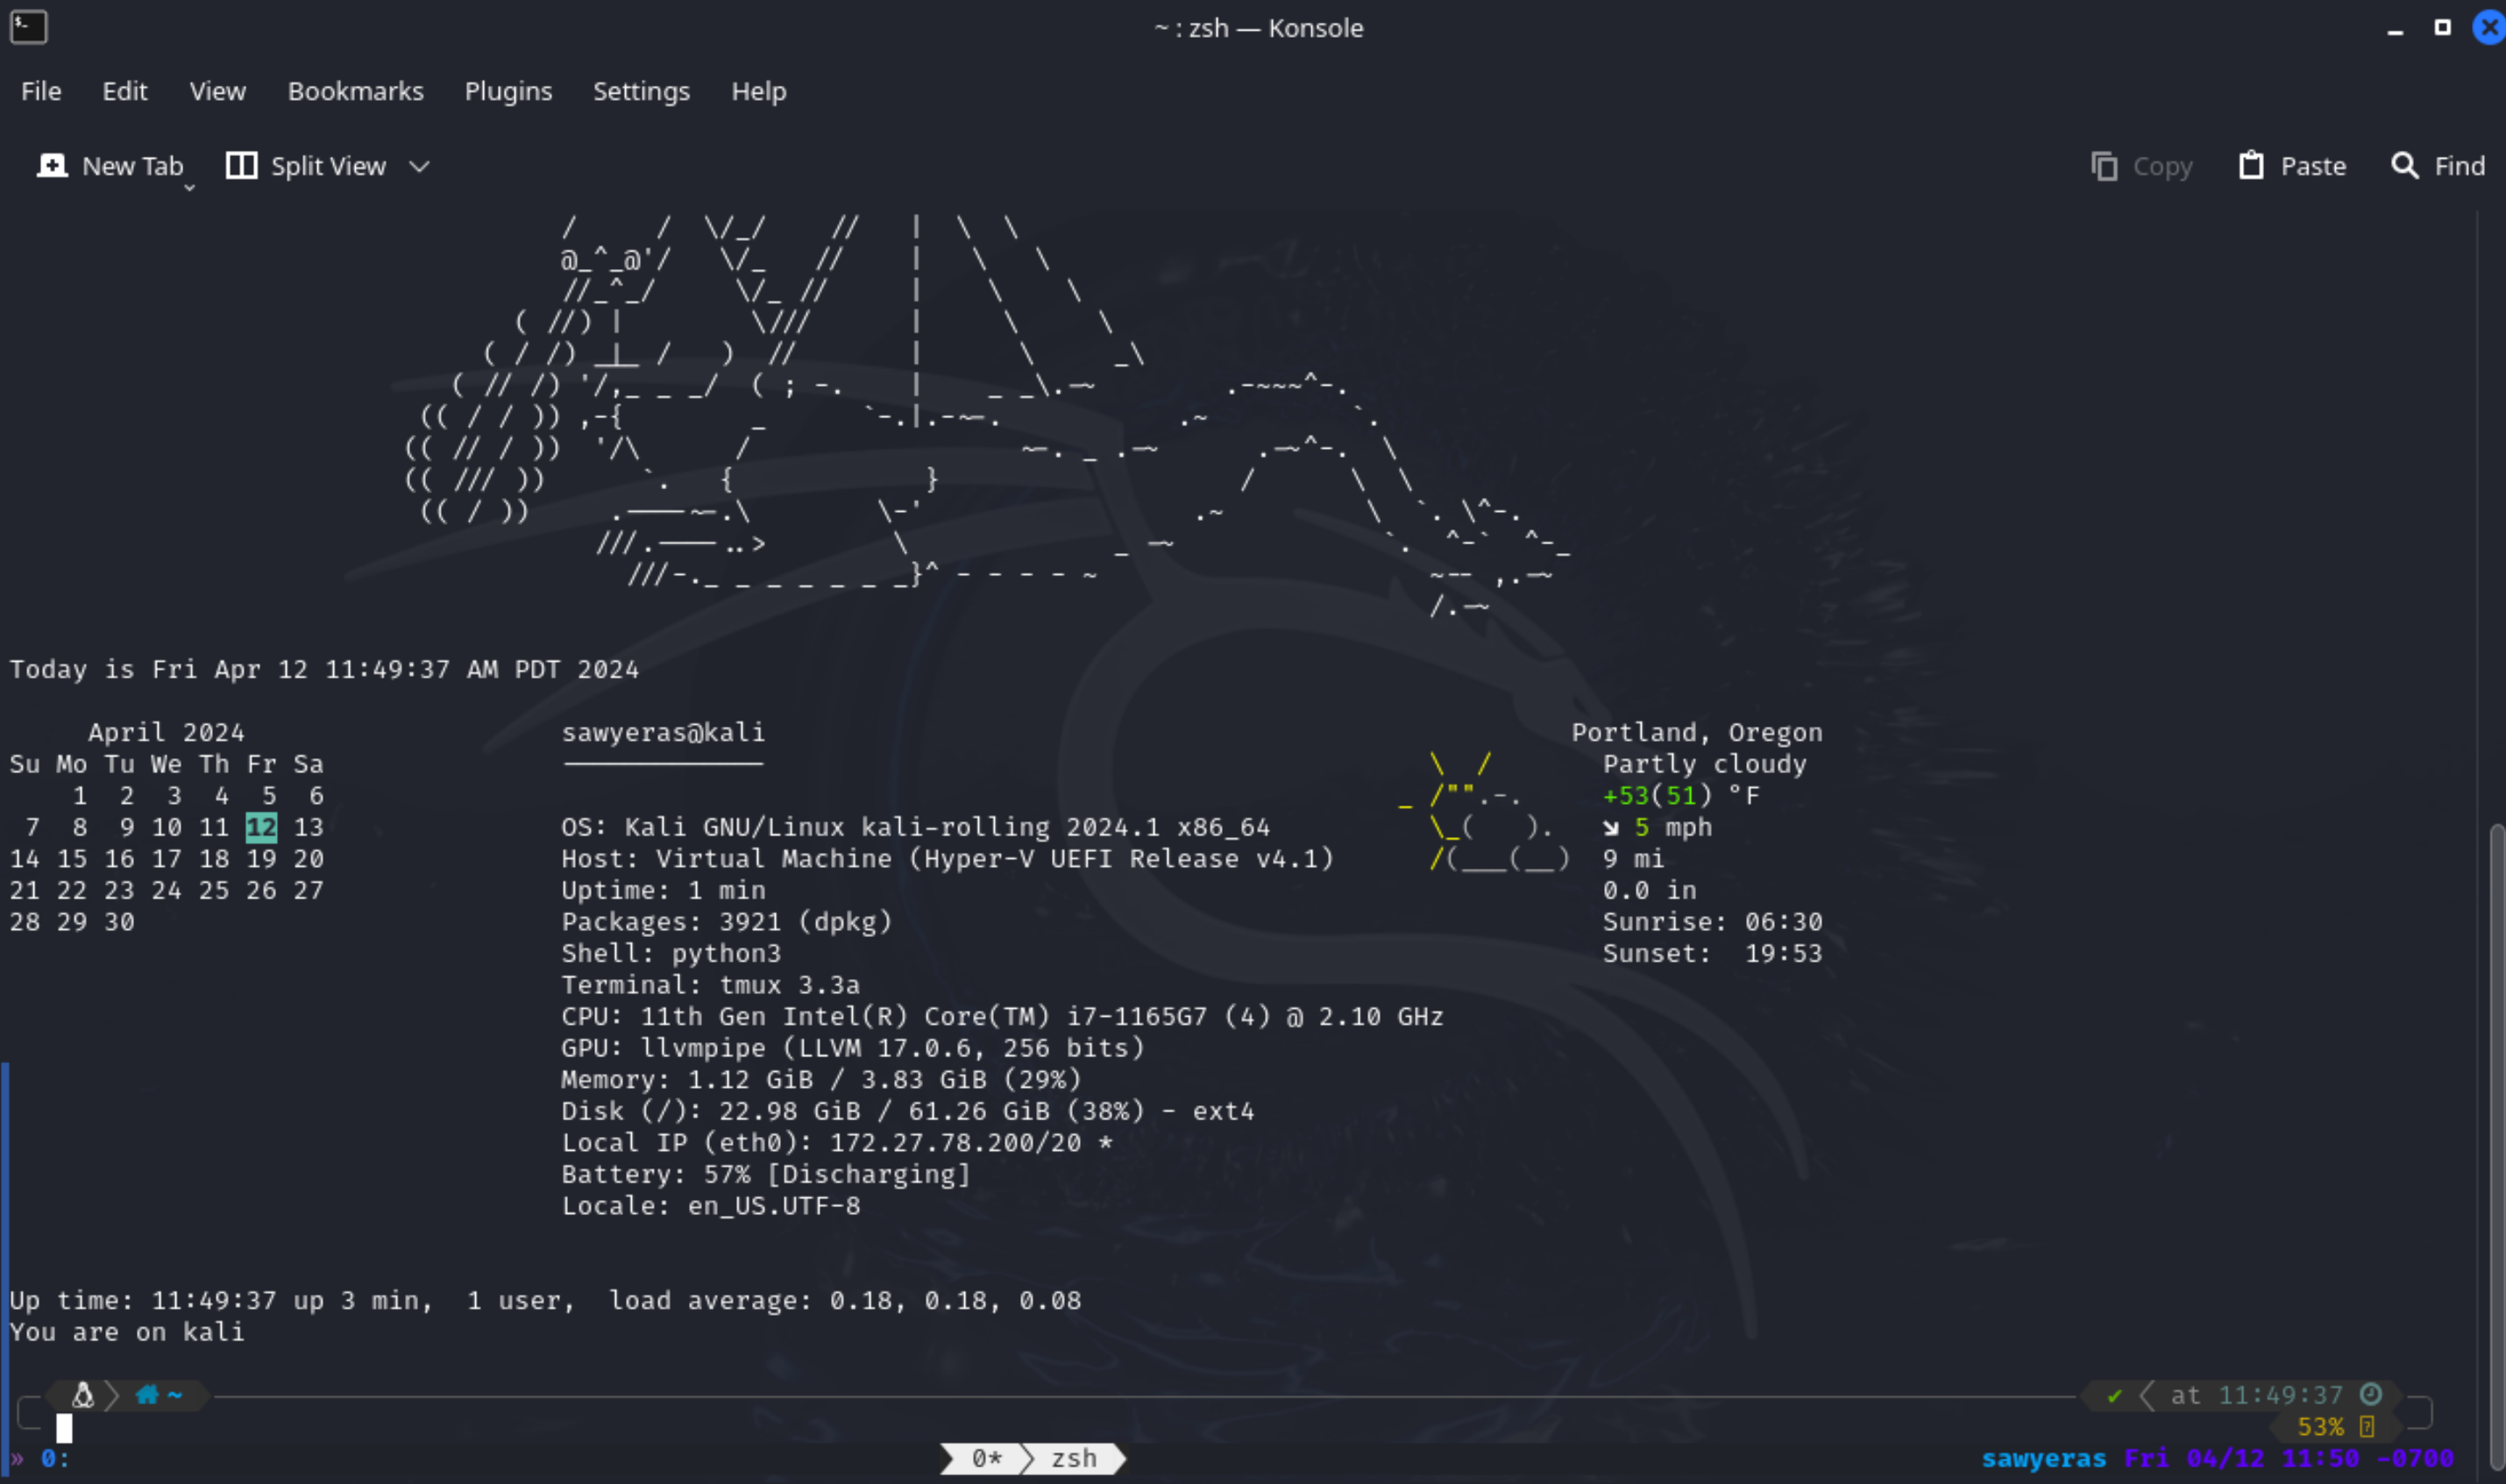 ~ : zsh — Konsole
File Edit View Bookmarks Plugins Settings Help
New Tab Split View Copy Paste Find
Today is Fri Apr 12 11:49:37 AM PDT 2024
April 2024 sawyeras@kali Portland, Oregon
Su Mo Tu We Th Fr Sa Partly cloudy
1 2 3 4 5 6 +53(51) °F
7 8 9 10 11 12 13 OS: Kali GNU/Linux kali-rolling 2024.1 x86_64 ↘ 5 mph
14 15 16 17 18 19 20 Host: Virtual Machine (Hyper-V UEFI Release v4.1) 9 mi
21 22 23 24 25 26 27 Uptime: 1 min 0.0 in
28 29 30 Packages: 3921 (dpkg) Sunrise: 06:30
Shell: python3 Sunset: 19:53
Terminal: tmux 3.3a
CPU: 11th Gen Intel(R) Core(TM) i7-1165G7 (4) @ 2.10 GHz
GPU: llvmpipe (LLVM 17.0.6, 256 bits)
Memory: 1.12 GiB / 3.83 GiB (29%)
Disk (/): 22.98 GiB / 61.26 GiB (38%) - ext4
Local IP (eth0): 172.27.78.200/20 *
Battery: 57% [Discharging]
Locale: en_US.UTF-8
Up time: 11:49:37 up 3 min, 1 user, load average: 0.18, 0.18, 0.08
You are on kali
~ ✔ at 11:49:37
53%
» 0: 0* zsh sawyeras Fri 04/12 11:50 -0700